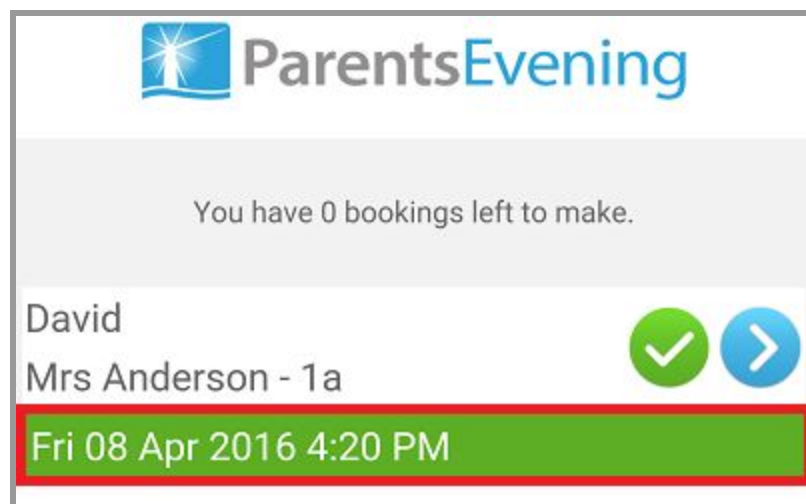 ParentsEvening
You have 0 bookings left to make.
David
Mrs Anderson - 1a
Fri 08 Apr 2016 4:20 PM